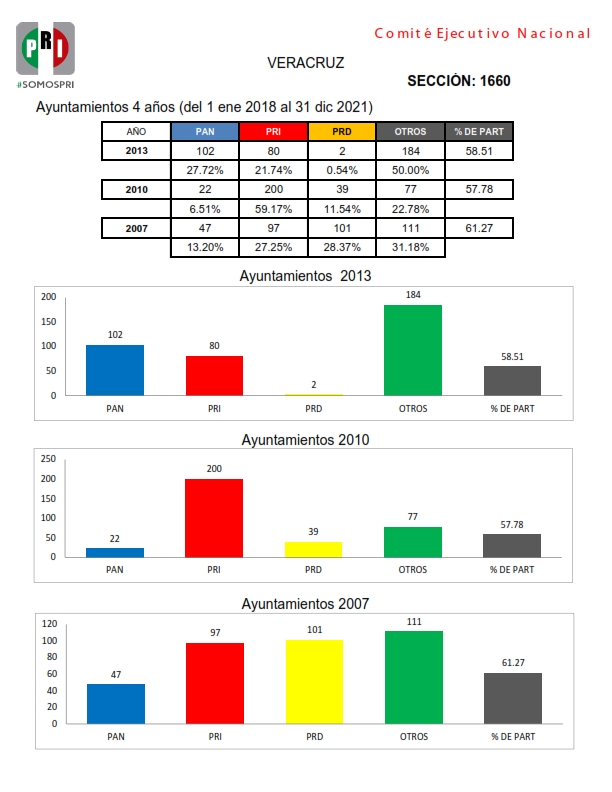 Comité Ejecutivo Nacional
PRI
#SOMOSPRI
VERACRUZ
SECCIÓN: 1660
Ayuntamientos 4 años (del 1 ene 2018 al 31 dic 2021)
AÑO PAN PRI PRD OTROS % DE PART
2013 102 80 2 184 58.51
27.72% 21.74% 0.54% 50.00%
2010 22 200 39 77 57.78
6.51% 59.17% 11.54% 22.78%
2007 47 97 101 111 61.27
13.20% 27.25% 28.37% 31.18%
Ayuntamientos 2013
200
150
100
50
0
102 80 2 184 58.51
PAN PRI PRD OTROS % DE PART
Ayuntamientos 2010
250
200
150
100
50
0
22 200 39 77 57.78
PAN PRI PRD OTROS % DE PART
Ayuntamientos 2007
120
100
80
60
40
20
0
47 97 101 111 61.27
PAN PRI PRD OTROS % DE PART